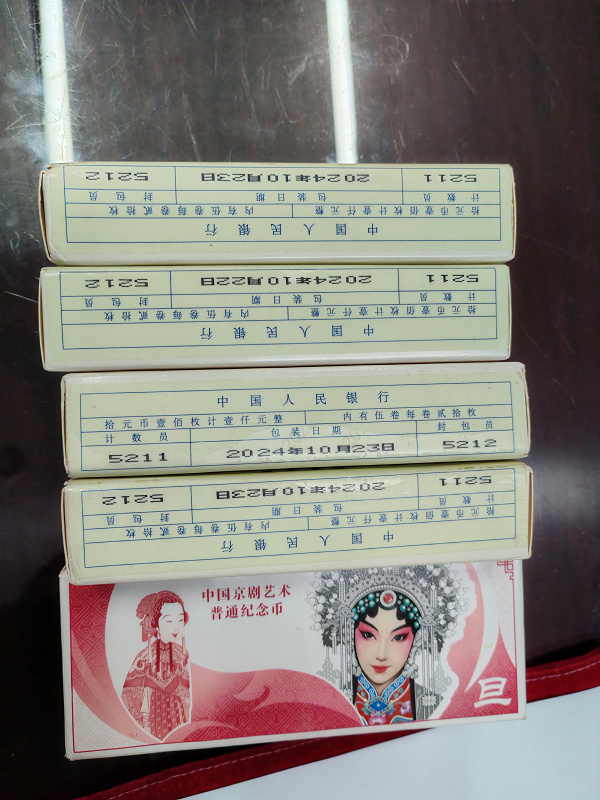 中国人民银行
拾元币壹佰枚计壹仟元整 内有伍卷每卷贰拾枚
计数员 包装日期 封包员
5211 2024年10月23日 5212
中国人民银行
拾元币壹佰枚计壹仟元整 内有伍卷每卷贰拾枚
计数员 包装日期 封包员
5211 2024年10月22日 5212
中国人民银行
拾元币壹佰枚计壹仟元整 内有伍卷每卷贰拾枚
计数员 包装日期 封包员
5211 2024年10月23日 5212
中国人民银行
拾元币壹佰枚计壹仟元整 内有伍卷每卷贰拾枚
计数员 包装日期 封包员
5211 2024年10月23日 5212
中国京剧艺术
普通纪念币
旦